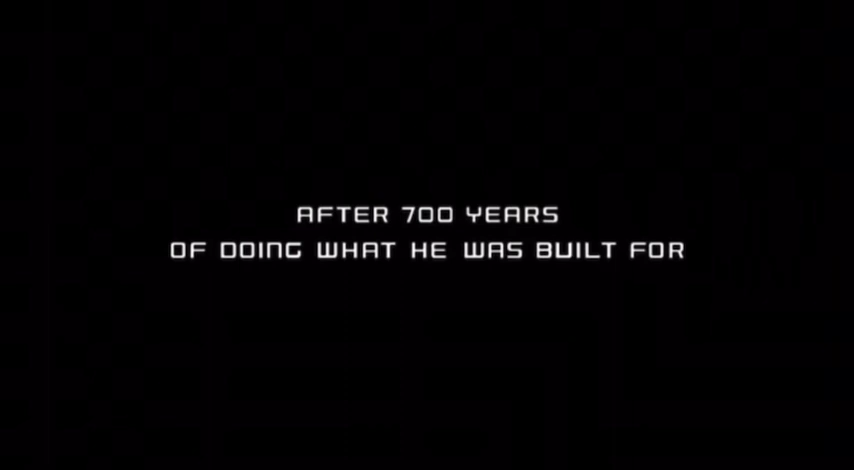 AFTER 700 YEARS
OF DOING WHAT HE WAS BUILT FOR